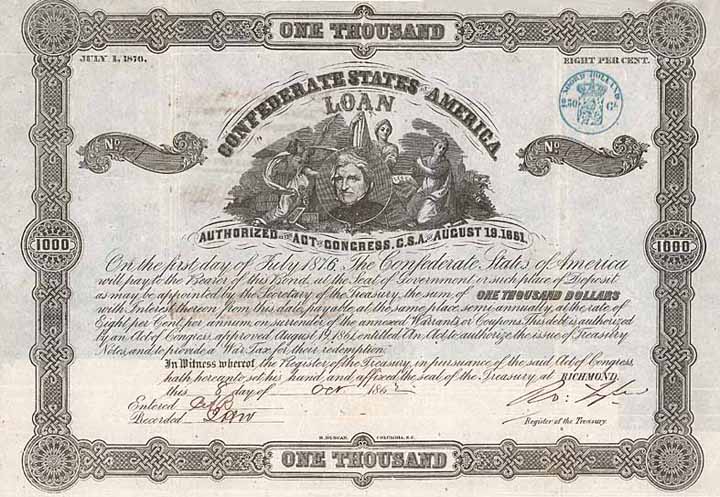 ONE THOUSAND
JULY 1, 1876.
EIGHT PER CENT.
CONFEDERATE STATES OF AMERICA.
LOAN
NOORD HOLLAND
No
No
AUTHORIZED BY THE ACT OF CONGRESS, C.S.A. OF AUGUST 19, 1861.
1000
1000
On the first day of July 1876, The Confederate States of America
will pay to the Bearer of this Bond, at the Seat of Government or such place of Deposit
as may be appointed by the Secretary of the Treasury, the sum of ONE THOUSAND DOLLARS
with Interest thereon from this date, payable at the same place, semi-annually, at the rate of
Eight per Cent, per annum, on surrender of the annexed Warrants, or Coupons. This debt is authorized
by an Act of Congress, approved August 19, 1861, entitled An Act, to authorize the issue of Treasury
Notes, and to provide a War Tax for their redemption.
In Witness whereof, the Register of the Treasury, in pursuance of the said Act of Congress,
hath hereunto set his hand, and affixed the seal of the Treasury, at RICHMOND,
this day of Oct 186
Entered
Recorded
Register of the Treasury
B. DUNCAN, COLUMBIA, S.C.
ONE THOUSAND